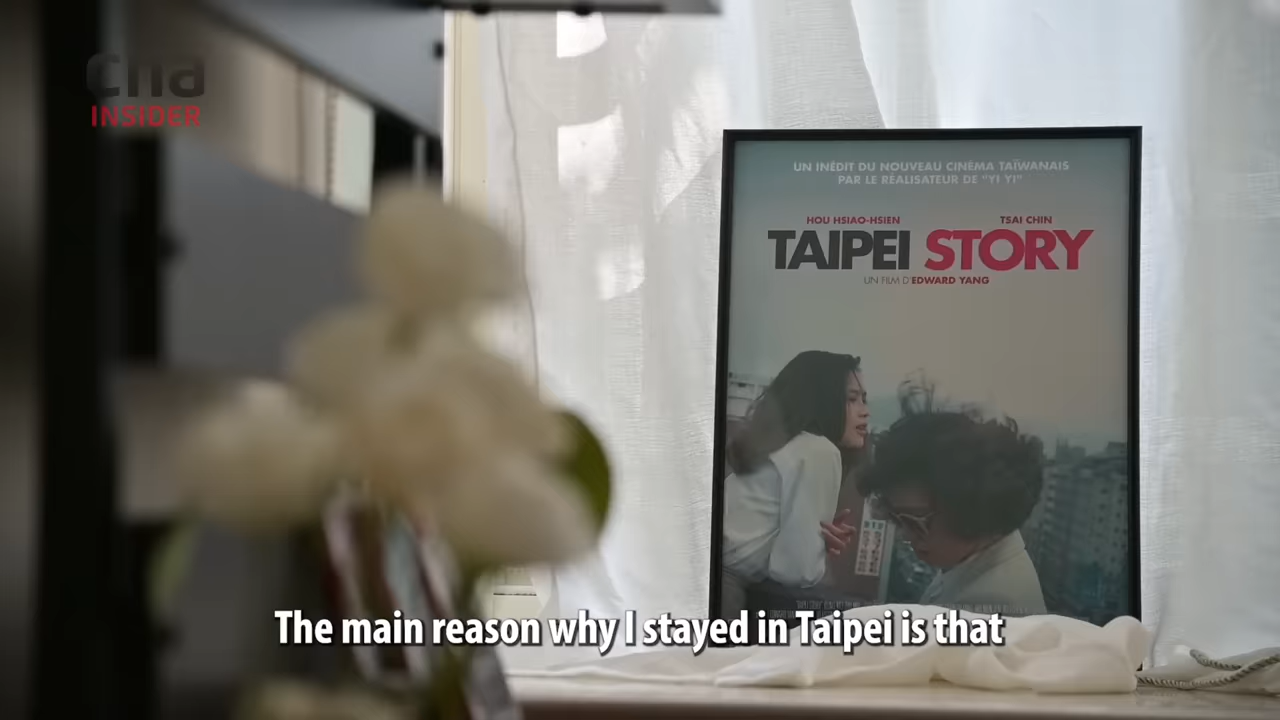 cna
INSIDER
UN INÉDIT DU NOUVEAU CINÉMA TAÏWANAIS
PAR LE RÉALISATEUR DE "YI YI"
HOU HSIAO-HSIEN TSAI CHIN
TAIPEI STORY
UN FILM D'EDWARD YANG
The main reason why I stayed in Taipei is that